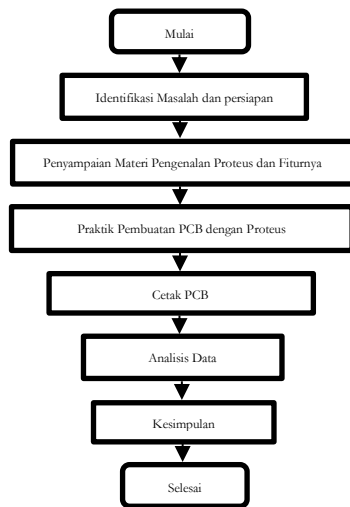 Mulai
Identifikasi Masalah dan persiapan
Penyampaian Materi Pengenalan Proteus dan Fiturnya
Praktik Pembuatan PCB dengan Proteus
Cetak PCB
Analisis Data
Kesimpulan
Selesai